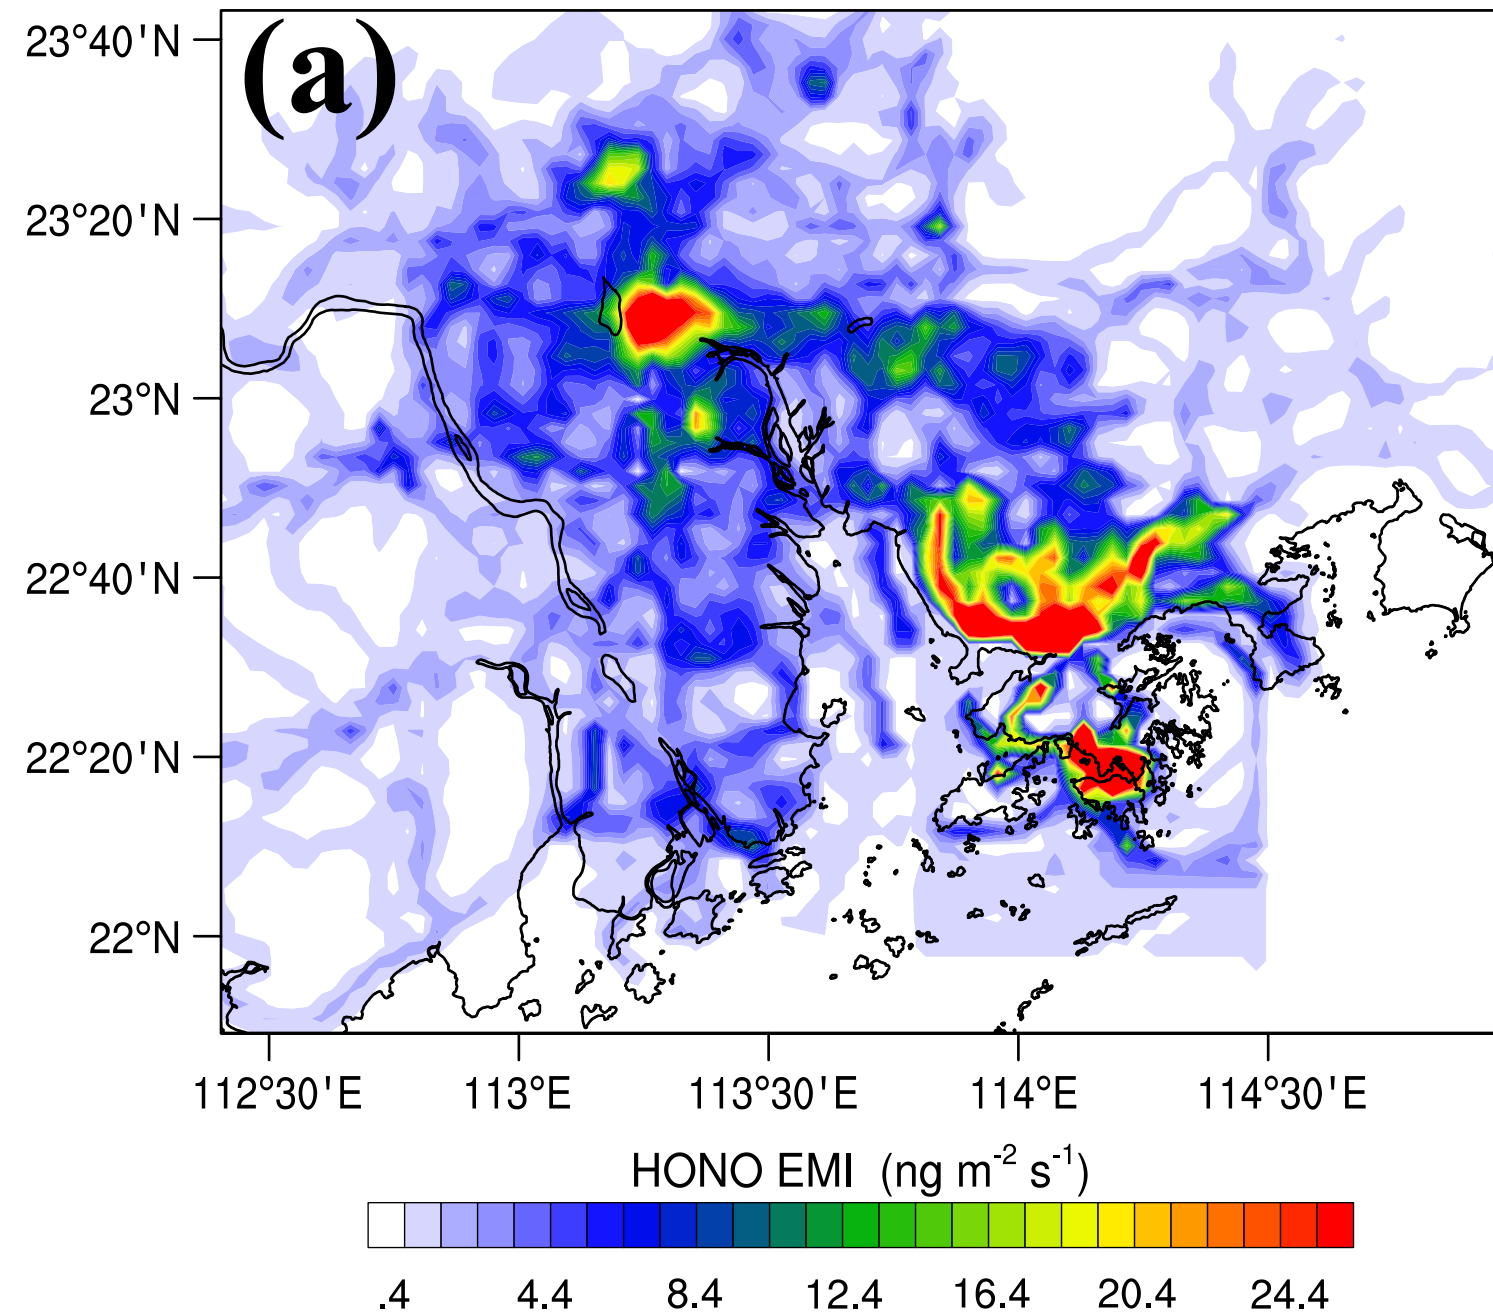 (a)
23°40'N
23°20'N
23°N
22°40'N
22°20'N
22°N
112°30'E 113°E 113°30'E 114°E 114°30'E
HONO EMI (ng m⁻² s⁻¹)
.4 4.4 8.4 12.4 16.4 20.4 24.4